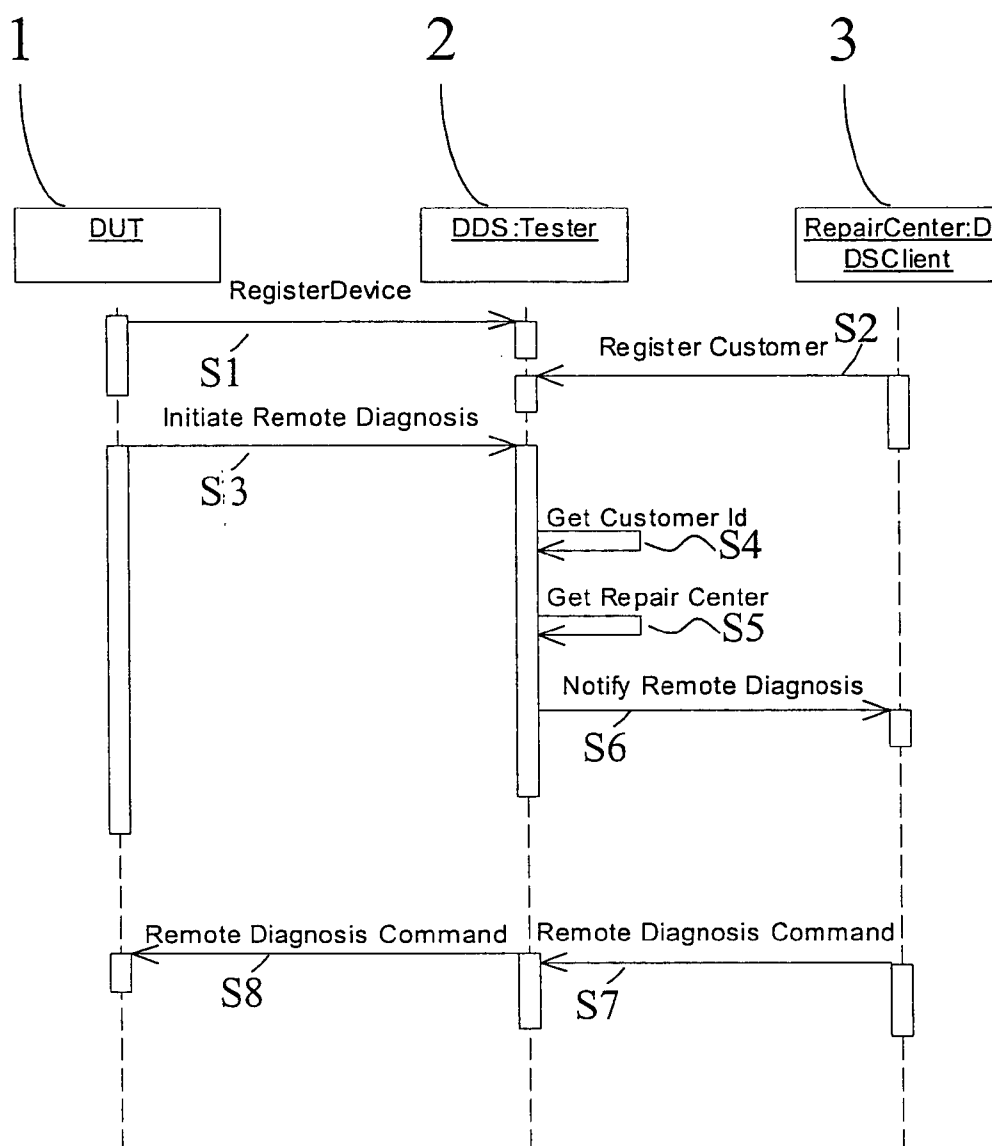 1
2
3
DUT
DDS:Tester
RepairCenter:D
DSClient
RegisterDevice
S1
S2
Register Customer
Initiate Remote Diagnosis
S3
Get Customer Id
S4
Get Repair Center
S5
Notify Remote Diagnosis
S6
Remote Diagnosis Command
Remote Diagnosis Command
S8
S7